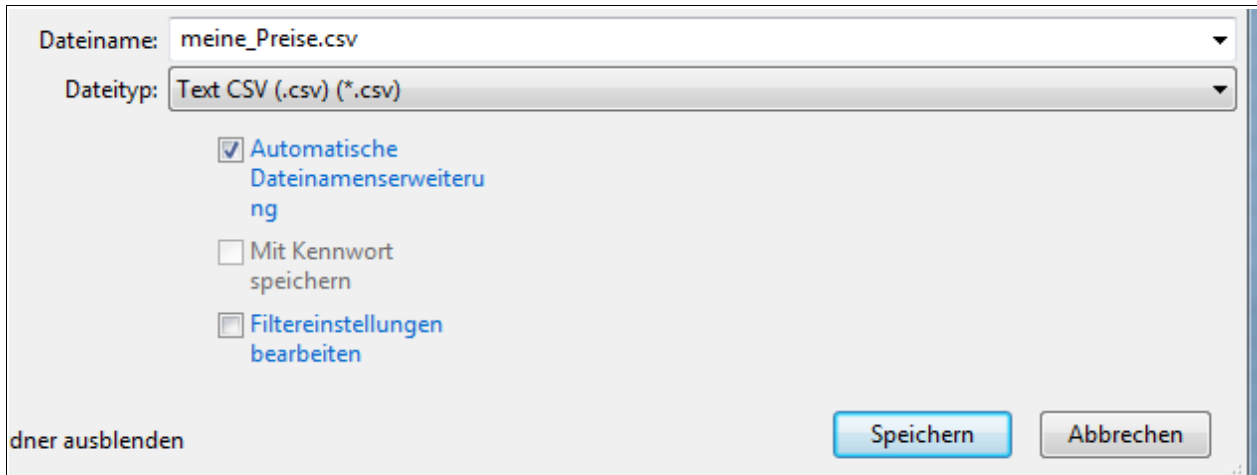 Dateiname: meine_Preise.csv
Dateityp: Text CSV (.csv) (*.csv)
Automatische
Dateinamenserweiteru
ng
Mit Kennwort
speichern
Filtereinstellungen
bearbeiten
dner ausblenden
Speichern
Abbrechen